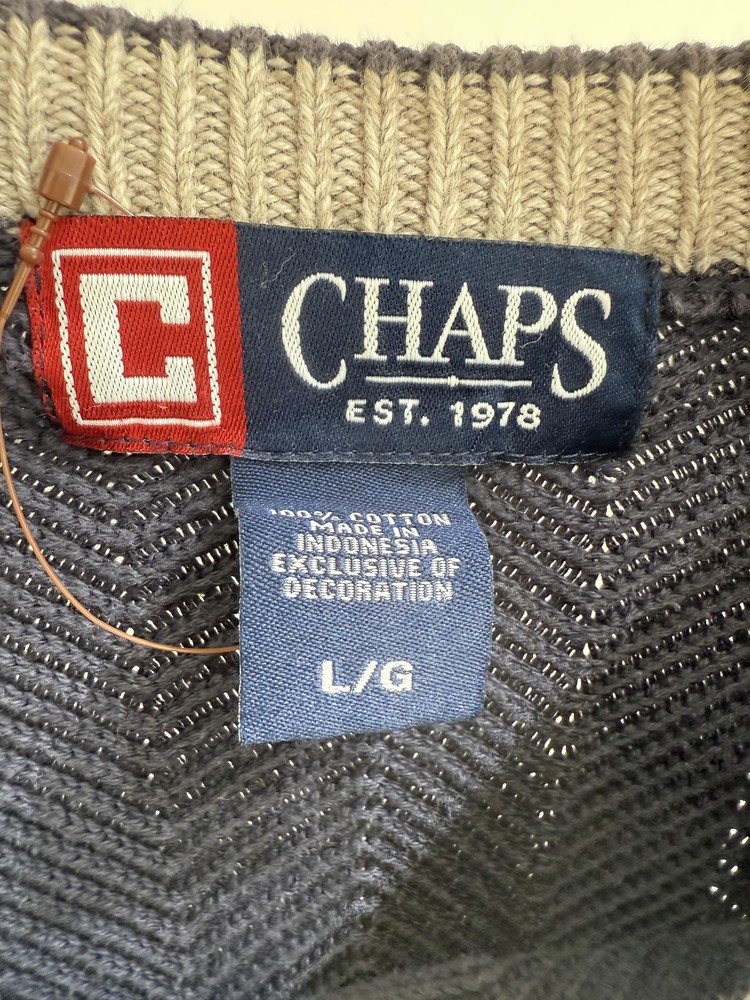 C
CHAPS
EST. 1978
100% COTTON
MADE IN
INDONESIA
EXCLUSIVE OF
DECORATION
L/G